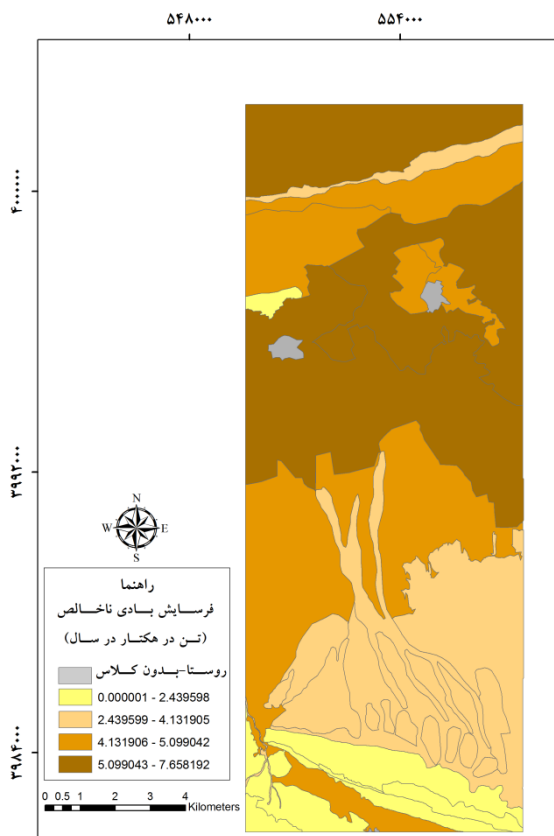 ۵۴۸۰۰۰ ۵۵۴۰۰۰
۴۰۰۰۰۰۰
۳۹۹۲۰۰۰
۳۹۸۴۰۰۰
N
W E
S
راهنما
فرسایش بادی ناخالص
(تن در هکتار در سال)
روستا-بدون کلاس
0.000001 - 2.439598
2.439599 - 4.131905
4.131906 - 5.099042
5.099043 - 7.658192
0 0.5 1 2 3 4
Kilometers